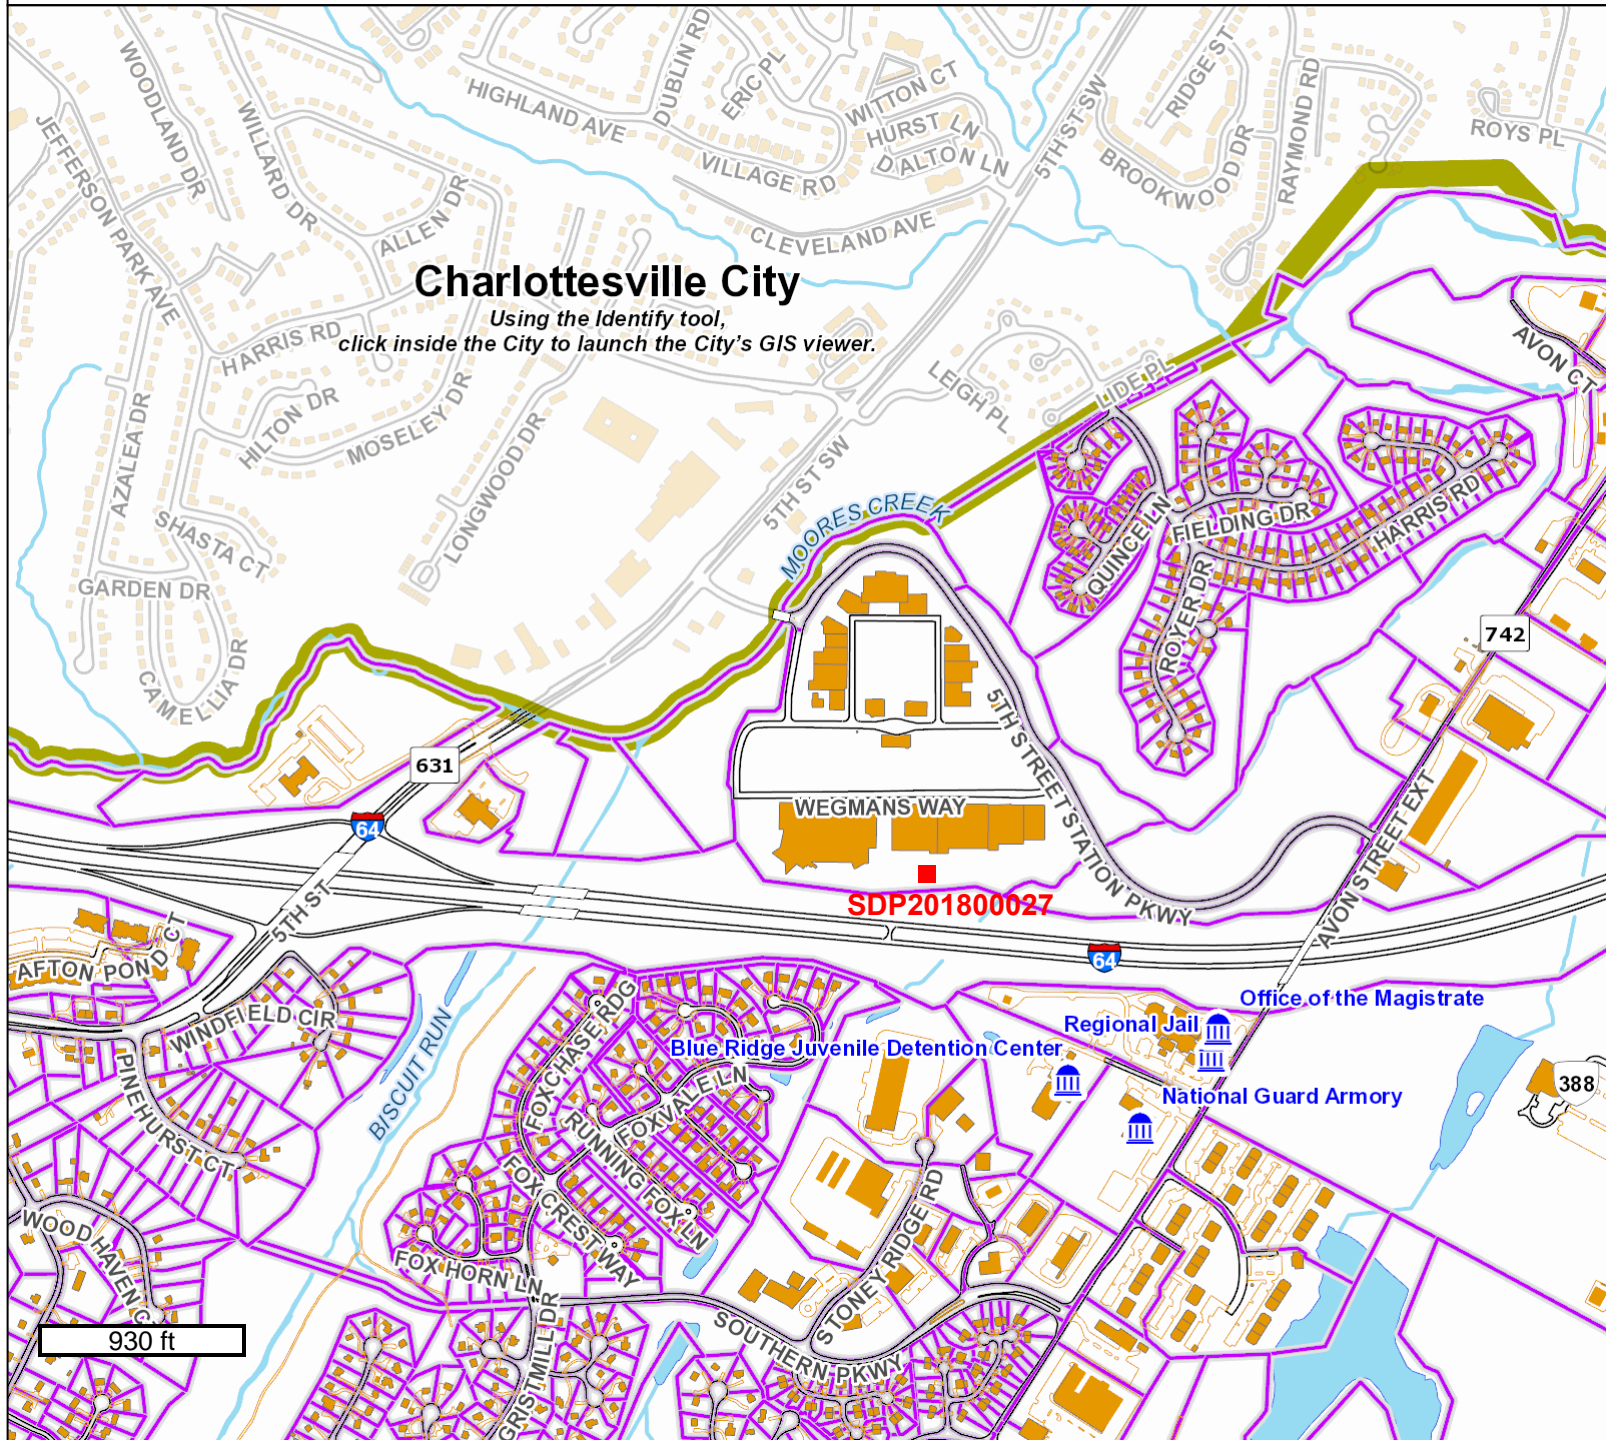 WOODLAND DR
WILLARD DR
JEFFERSON PARK AVE
ALLEN DR
HIGHLAND AVE
DUBLIN RD
ERIC PL
WITTON CT
HURST LN
DALTON LN
VILLAGE RD
CLEVELAND AVE
5TH ST SW
RIDGE ST
BROOKWOOD DR
RAYMOND RD
ROYS PL
Charlottesville City
Using the Identify tool,
click inside the City to launch the City's GIS viewer.
HARRIS RD
HILTON DR
MOSELEY DR
LONGWOOD DR
AZALEA DR
SHASTA CT
GARDEN DR
CAMELLIA DR
5TH ST SW
LEIGH PL
LIDE PL
AVON CT
MOORES CREEK
QUINCE LN
FIELDING DR
HARRIS RD
ROYER DR
742
631
64
5TH STREET STATION PKWY
WEGMANS WAY
SDP201800027
AVON STREET EXT
5TH ST
AFTON POND CT
WINDFIELD CIR
PINEHURST CT
BISCUIT RUN
64
Office of the Magistrate
Regional Jail
Blue Ridge Juvenile Detention Center
National Guard Armory
388
FOXCHASE RDG
FOXVALE LN
RUNNING FOX LN
FOX CREST WAY
FOX HORN LN
WOODHAVEN C
GRISTMILL DR
STONEY RIDGE RD
SOUTHERN PKWY
930 ft